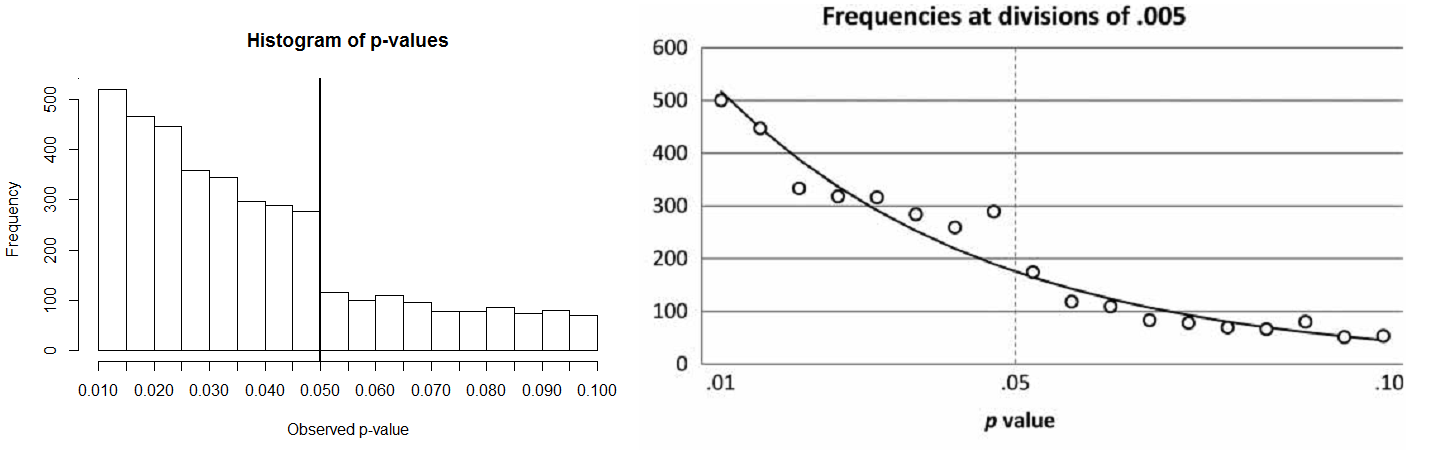 Histogram of p-values
Frequency
500
400
300
200
100
0
0.010 0.020 0.030 0.040 0.050 0.060 0.070 0.080 0.090 0.100
Observed p-value
Frequencies at divisions of .005
600
500
400
300
200
100
0
.01 .05 .10
p value